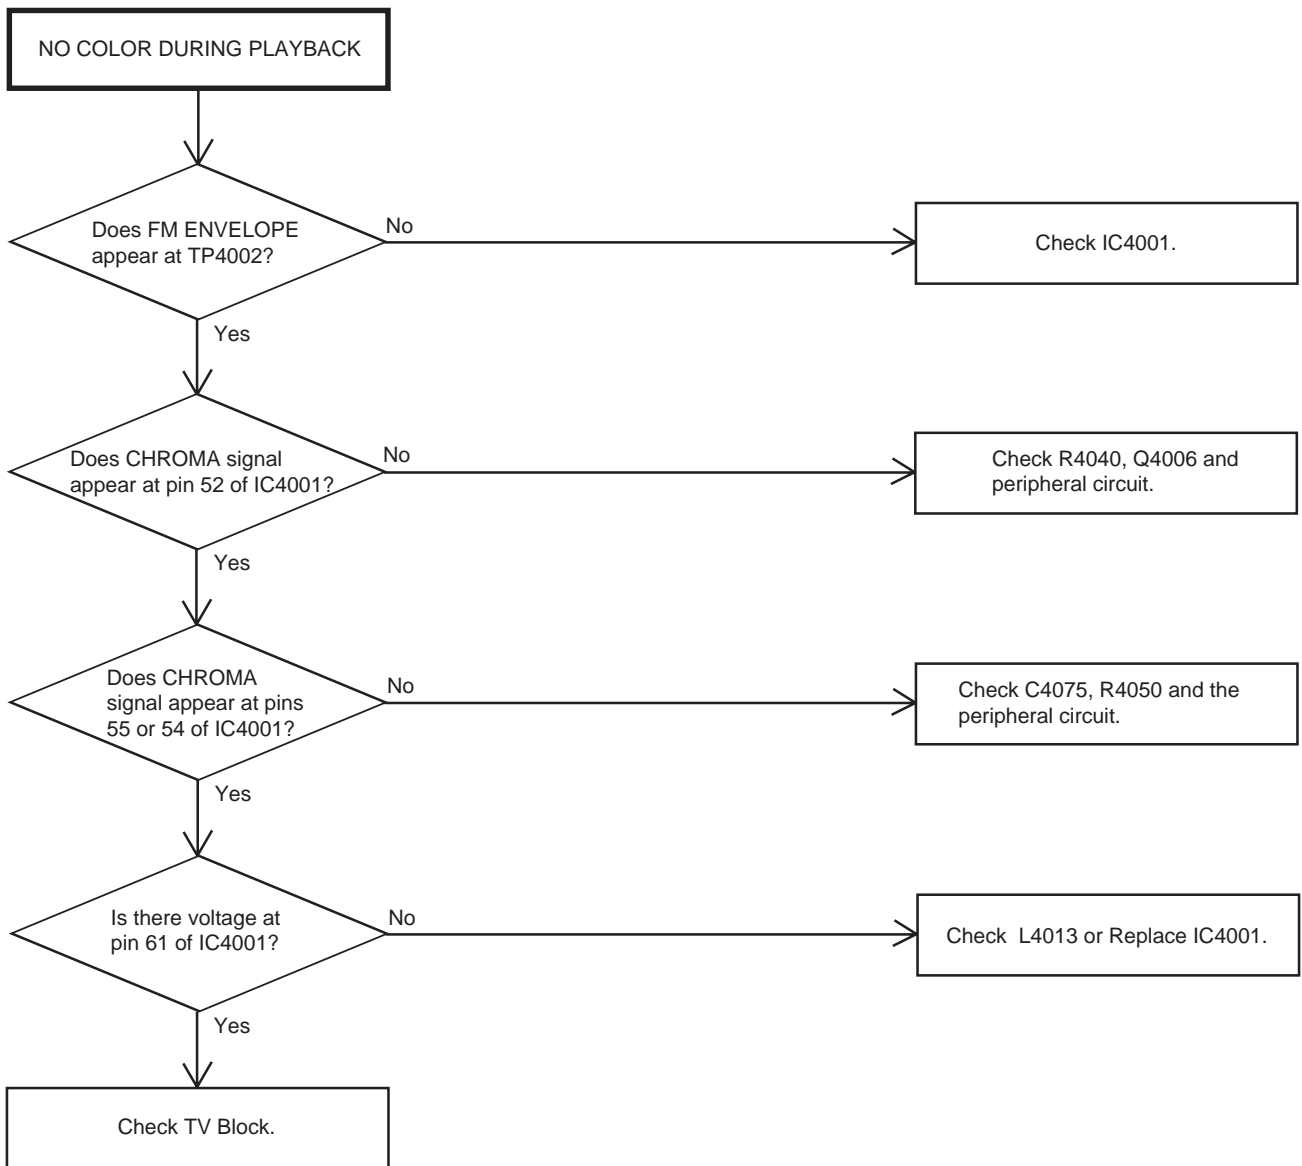 NO COLOR DURING PLAYBACK
Does FM ENVELOPE
appear at TP4002?
No
Check IC4001.
Yes
Does CHROMA signal
appear at pin 52 of IC4001?
No
Check R4040, Q4006 and
peripheral circuit.
Yes
Does CHROMA
signal appear at pins
55 or 54 of IC4001?
No
Check C4075, R4050 and the
peripheral circuit.
Yes
Is there voltage at
pin 61 of IC4001?
No
Check L4013 or Replace IC4001.
Yes
Check TV Block.